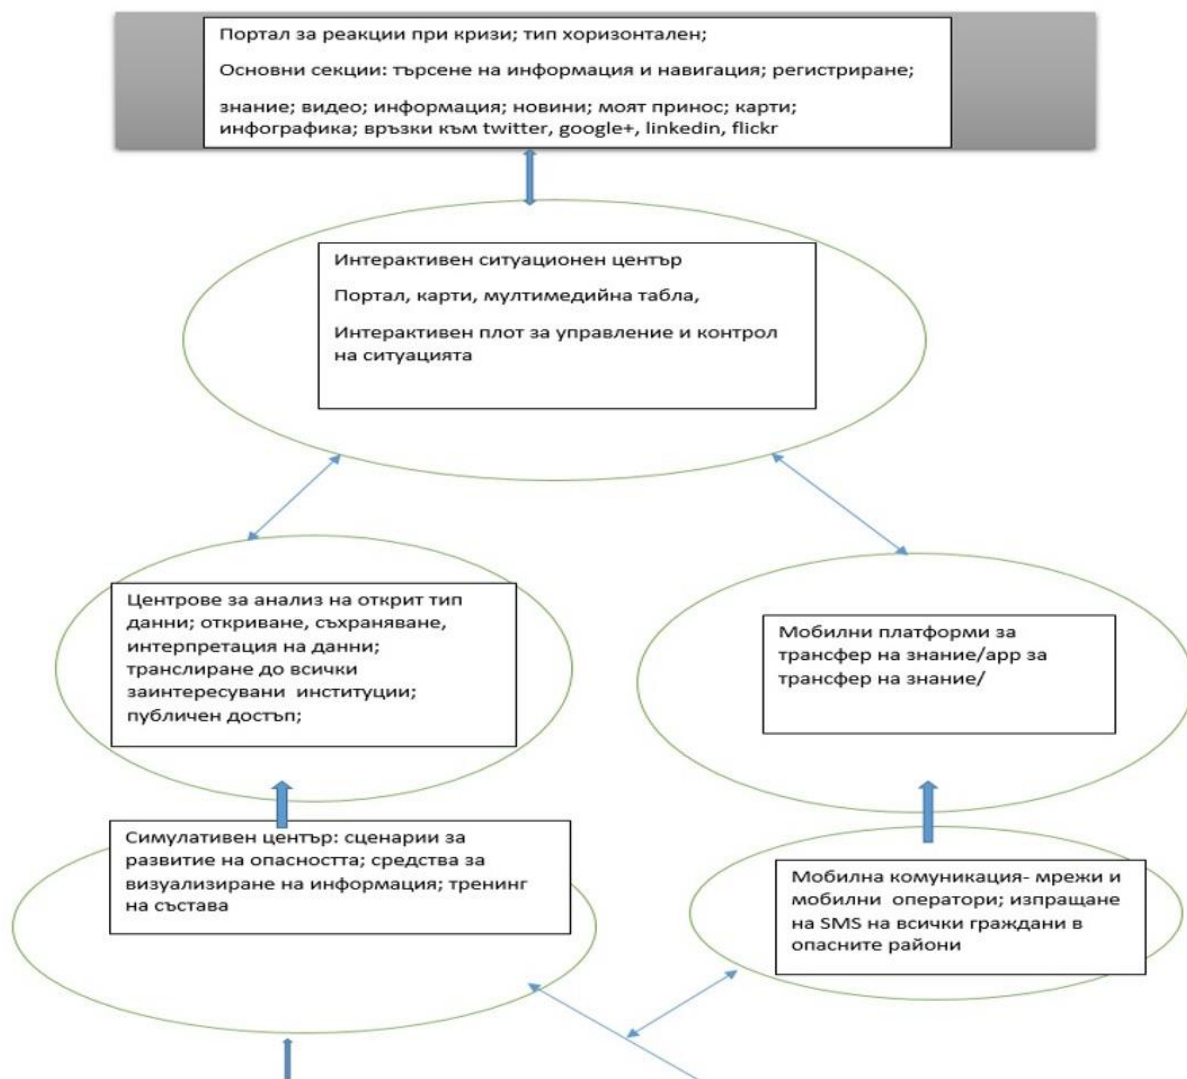 Портал за реакции при кризи; тип хоризонтален;
Основни секции: търсене на информация и навигация; регистриране;
знание; видео; информация; новини; моят принос; карти;
инфографика; връзки към twitter, google+, linkedin, flickr
Интерактивен ситуационен център
Портал, карти, мултимедийна табла,
Интерактивен плот за управление и контрол
на ситуацията
Центрове за анализ на открит тип
данни; откриване, съхраняване,
интерпретация на данни;
транслиране до всички
заинтересувани институции;
публичен достъп;
Мобилни платформи за
трансфер на знание/app за
трансфер на знание/
Симулативен център: сценарии за
развитие на опасността; средства за
визуализиране на информация; тренинг
на състава
Мобилна комуникация- мрежи и
мобилни оператори; изпращане
на SMS на всички граждани в
опасните райони